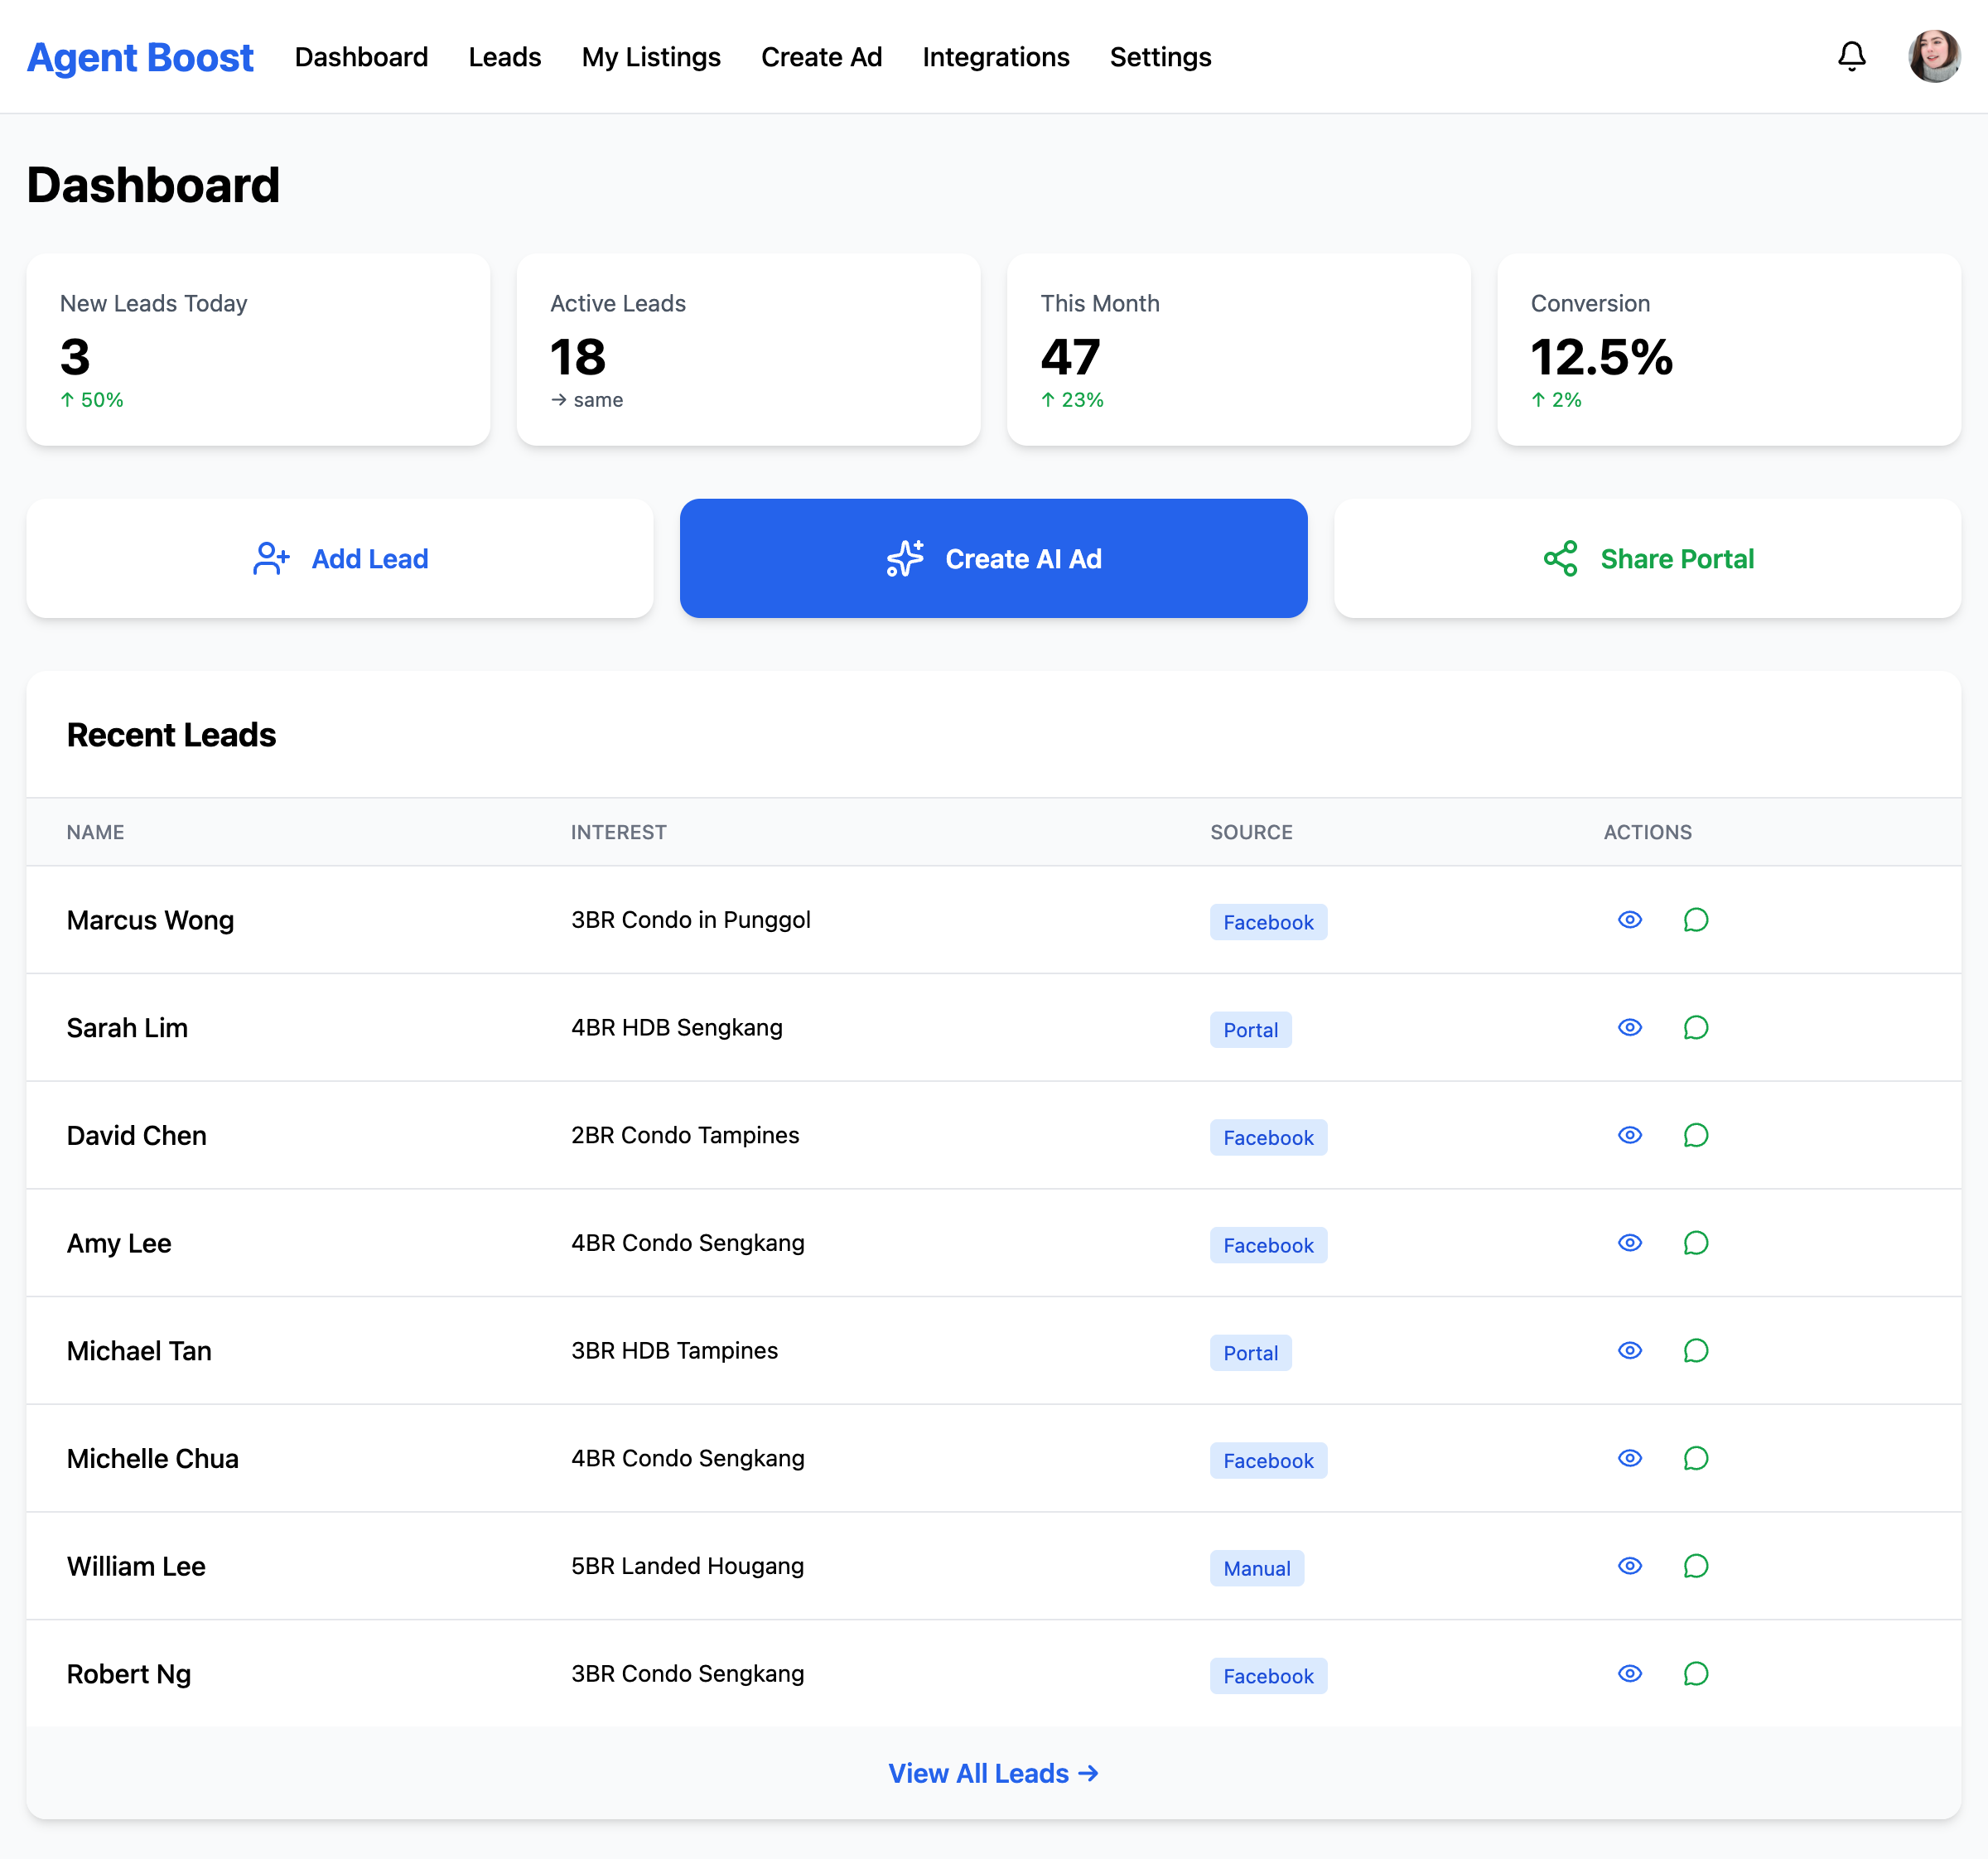 Agent Boost Dashboard Leads My Listings Create Ad Integrations Settings
Dashboard
New Leads Today Active Leads This Month Conversion
3 18 47 12.5%
↑ 50% → same ↑ 23% ↑ 2%
Add Lead Create AI Ad Share Portal
Recent Leads
NAME INTEREST SOURCE ACTIONS
Marcus Wong 3BR Condo in Punggol Facebook
Sarah Lim 4BR HDB Sengkang Portal
David Chen 2BR Condo Tampines Facebook
Amy Lee 4BR Condo Sengkang Facebook
Michael Tan 3BR HDB Tampines Portal
Michelle Chua 4BR Condo Sengkang Facebook
William Lee 5BR Landed Hougang Manual
Robert Ng 3BR Condo Sengkang Facebook
View All Leads →